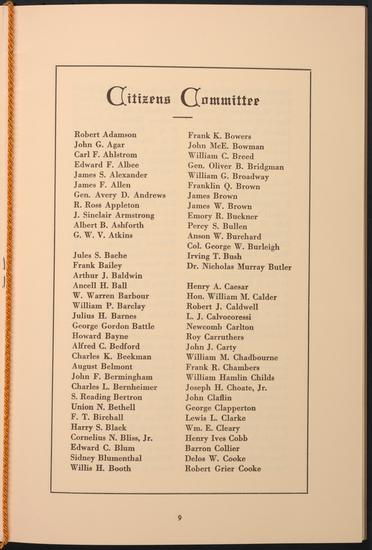 Citizens Committee
Robert Adamson
John G. Agar
Carl F. Ahlstrom
Edward F. Albee
James S. Alexander
James F. Allen
Gen. Avery D. Andrews
R. Ross Appleton
J. Sinclair Armstrong
Albert B. Ashforth
G. W. V. Atkins
Jules S. Bache
Frank Bailey
Arthur J. Baldwin
Ancell H. Ball
W. Warren Barbour
William P. Barclay
Julius H. Barnes
George Gordon Battle
Howard Bayne
Alfred C. Bedford
Charles K. Beekman
August Belmont
John F. Bermingham
Charles L. Bernheimer
S. Reading Bertron
Union N. Bethell
F. T. Birchall
Harry S. Black
Cornelius N. Bliss, Jr.
Edward C. Blum
Sidney Blumenthal
Willis H. Booth
Frank K. Bowers
John McE. Bowman
William C. Breed
Gen. Oliver B. Bridgman
William G. Broadway
Franklin Q. Brown
James Brown
James W. Brown
Emory R. Buckner
Percy S. Bullen
Anson W. Burchard
Col. George W. Burleigh
Irving T. Bush
Dr. Nicholas Murray Butler
Henry A. Caesar
Hon. William M. Calder
Robert J. Caldwell
L. J. Calvocoressi
Newcomb Carlton
Roy Carruthers
John J. Carty
William M. Chadbourne
Frank R. Chambers
William Hamlin Childs
Joseph H. Choate, Jr.
John Claflin
George Clapperton
Lewis L. Clarke
Wm. E. Cleary
Henry Ives Cobb
Barron Collier
Delos W. Cooke
Robert Grier Cooke
9